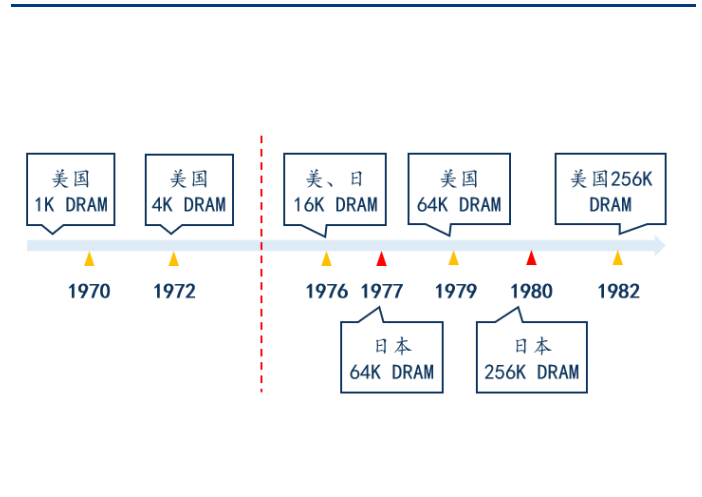 美国
1K DRAM
美国
4K DRAM
美、日
16K DRAM
美国
64K DRAM
美国256K
DRAM
1970
1972
1976
1977
1979
1980
1982
日本
64K DRAM
日本
256K DRAM